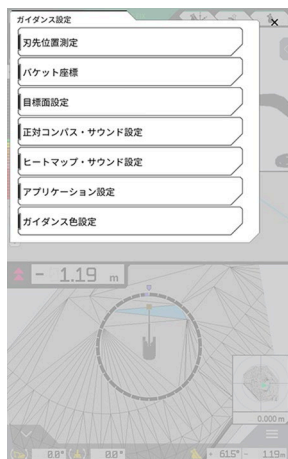 ガイダンス設定
×
刃先位置測定
バケット座標
目標面設定
正対コンパス・サウンド設定
ヒートマップ・サウンド設定
アプリケーション設定
ガイダンス色設定
- 1.19 m
0.000 m